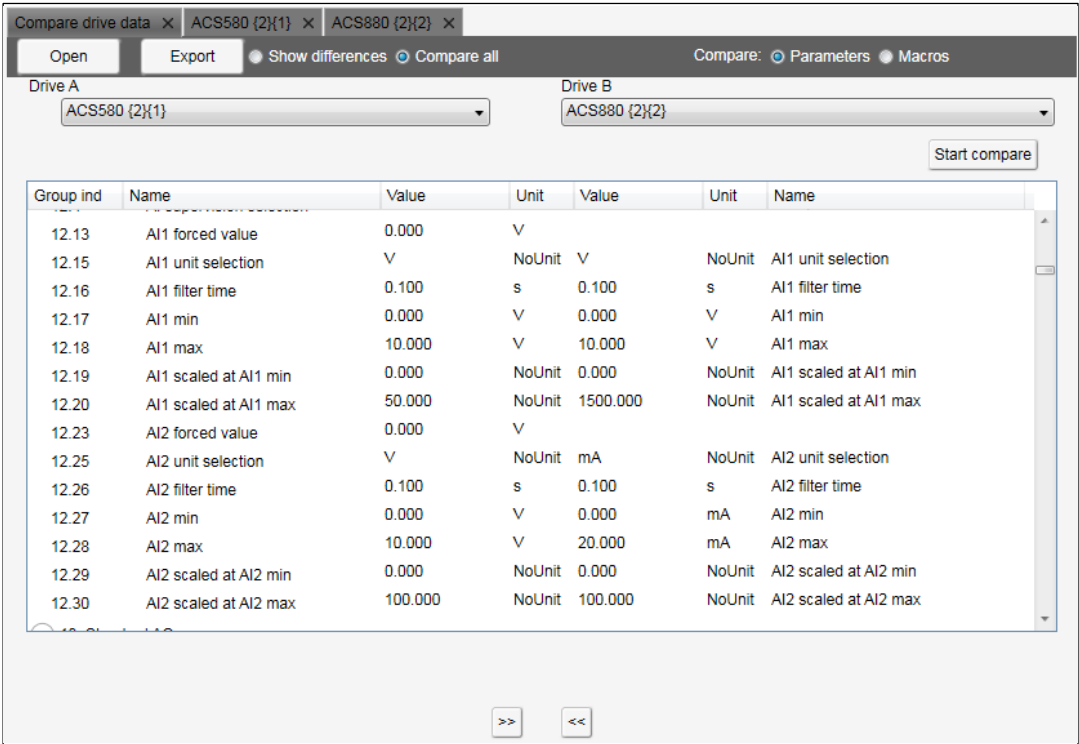 Compare drive data × ACS580 {2}{1} × ACS880 {2}{2} ×
Open Export Show differences Compare all Compare: Parameters Macros
Drive A Drive B
ACS580 {2}{1} ACS880 {2}{2}
Start compare
Group ind Name Value Unit Value Unit Name
12.13 AI1 forced value 0.000 V
12.15 AI1 unit selection V NoUnit V NoUnit AI1 unit selection
12.16 AI1 filter time 0.100 s 0.100 s AI1 filter time
12.17 AI1 min 0.000 V 0.000 V AI1 min
12.18 AI1 max 10.000 V 10.000 V AI1 max
12.19 AI1 scaled at AI1 min 0.000 NoUnit 0.000 NoUnit AI1 scaled at AI1 min
12.20 AI1 scaled at AI1 max 50.000 NoUnit 1500.000 NoUnit AI1 scaled at AI1 max
12.23 AI2 forced value 0.000 V
12.25 AI2 unit selection V NoUnit mA NoUnit AI2 unit selection
12.26 AI2 filter time 0.100 s 0.100 s AI2 filter time
12.27 AI2 min 0.000 V 0.000 mA AI2 min
12.28 AI2 max 10.000 V 20.000 mA AI2 max
12.29 AI2 scaled at AI2 min 0.000 NoUnit 0.000 NoUnit AI2 scaled at AI2 min
12.30 AI2 scaled at AI2 max 100.000 NoUnit 100.000 NoUnit AI2 scaled at AI2 max
>> <<